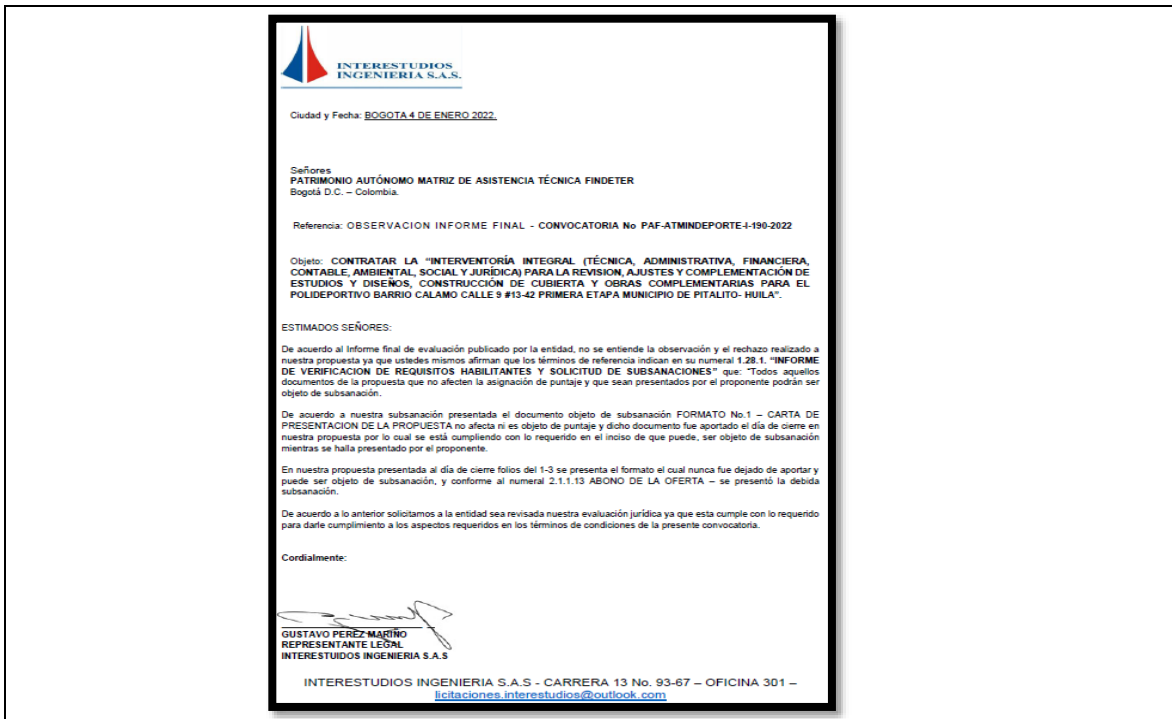 INTERESTUDIOS
INGENIERIA S.A.S.
Ciudad y Fecha: BOGOTA 4 DE ENERO 2022.
Señores
PATRIMONIO AUTÓNOMO MATRIZ DE ASISTENCIA TÉCNICA FINDETER
Bogotá D.C. – Colombia.
Referencia: OBSERVACION INFORME FINAL - CONVOCATORIA No PAF-ATMINDEPORTE-I-190-2022
Objeto: CONTRATAR LA “INTERVENTORÍA INTEGRAL (TÉCNICA, ADMINISTRATIVA, FINANCIERA,
CONTABLE, AMBIENTAL, SOCIAL Y JURÍDICA) PARA LA REVISION, AJUSTES Y COMPLEMENTACIÓN DE
ESTUDIOS Y DISEÑOS, CONSTRUCCIÓN DE CUBIERTA Y OBRAS COMPLEMENTARIAS PARA EL
POLIDEPORTIVO BARRIO CALAMO CALLE 9 #13-42 PRIMERA ETAPA MUNICIPIO DE PITALITO- HUILA”.
ESTIMADOS SEÑORES:
De acuerdo al Informe final de evaluación publicado por la entidad, no se entiende la observación y el rechazo realizado a
nuestra propuesta ya que ustedes mismos afirman que los términos de referencia indican en su numeral 1.28.1. “INFORME
DE VERIFICACION DE REQUISITOS HABILITANTES Y SOLICITUD DE SUBSANACIONES” que: “Todos aquellos
documentos de la propuesta que no afecten la asignación de puntaje y que sean presentados por el proponente podrán ser
objeto de subsanación.
De acuerdo a nuestra subsanación presentada el documento objeto de subsanación FORMATO No.1 – CARTA DE
PRESENTACION DE LA PROPUESTA no afecta ni es objeto de puntaje y dicho documento fue aportado el día de cierre en
nuestra propuesta por lo cual se está cumpliendo con lo requerido en el inciso de que puede, ser objeto de subsanación
mientras se halla presentado por el proponente.
En nuestra propuesta presentada al día de cierre folios del 1-3 se presenta el formato el cual nunca fue dejado de aportar y
puede ser objeto de subsanación, y conforme al numeral 2.1.1.13 ABONO DE LA OFERTA – se presentó la debida
subsanación.
De acuerdo a lo anterior solicitamos a la entidad sea revisada nuestra evaluación jurídica ya que esta cumple con lo requerido
para darle cumplimiento a los aspectos requeridos en los términos de condiciones de la presente convocatoria.
Cordialmente:
GUSTAVO PEREZ MARIÑO
REPRESENTANTE LEGAL
INTERESTUIDOS INGENIERIA S.A.S
INTERESTUDIOS INGENIERIA S.A.S - CARRERA 13 No. 93-67 – OFICINA 301 –
licitaciones.interestudios@outlook.com